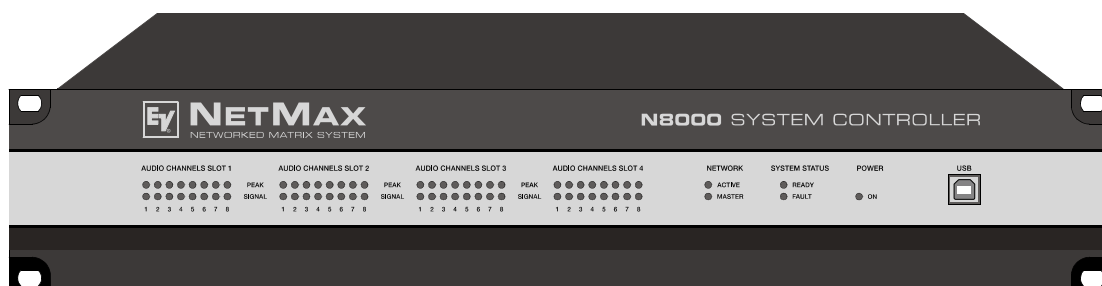 EV NETMAX
NETWORKED MATRIX SYSTEM
N8000 SYSTEM CONTROLLER
AUDIO CHANNELS SLOT 1 AUDIO CHANNELS SLOT 2 AUDIO CHANNELS SLOT 3 AUDIO CHANNELS SLOT 4 NETWORK SYSTEM STATUS POWER USB
PEAK PEAK PEAK PEAK ACTIVE READY
SIGNAL SIGNAL SIGNAL MASTER FAULT ON
1 2 3 4 5 6 7 8 1 2 3 4 5 6 7 8 1 2 3 4 5 6 7 8 1 2 3 4 5 6 7 8